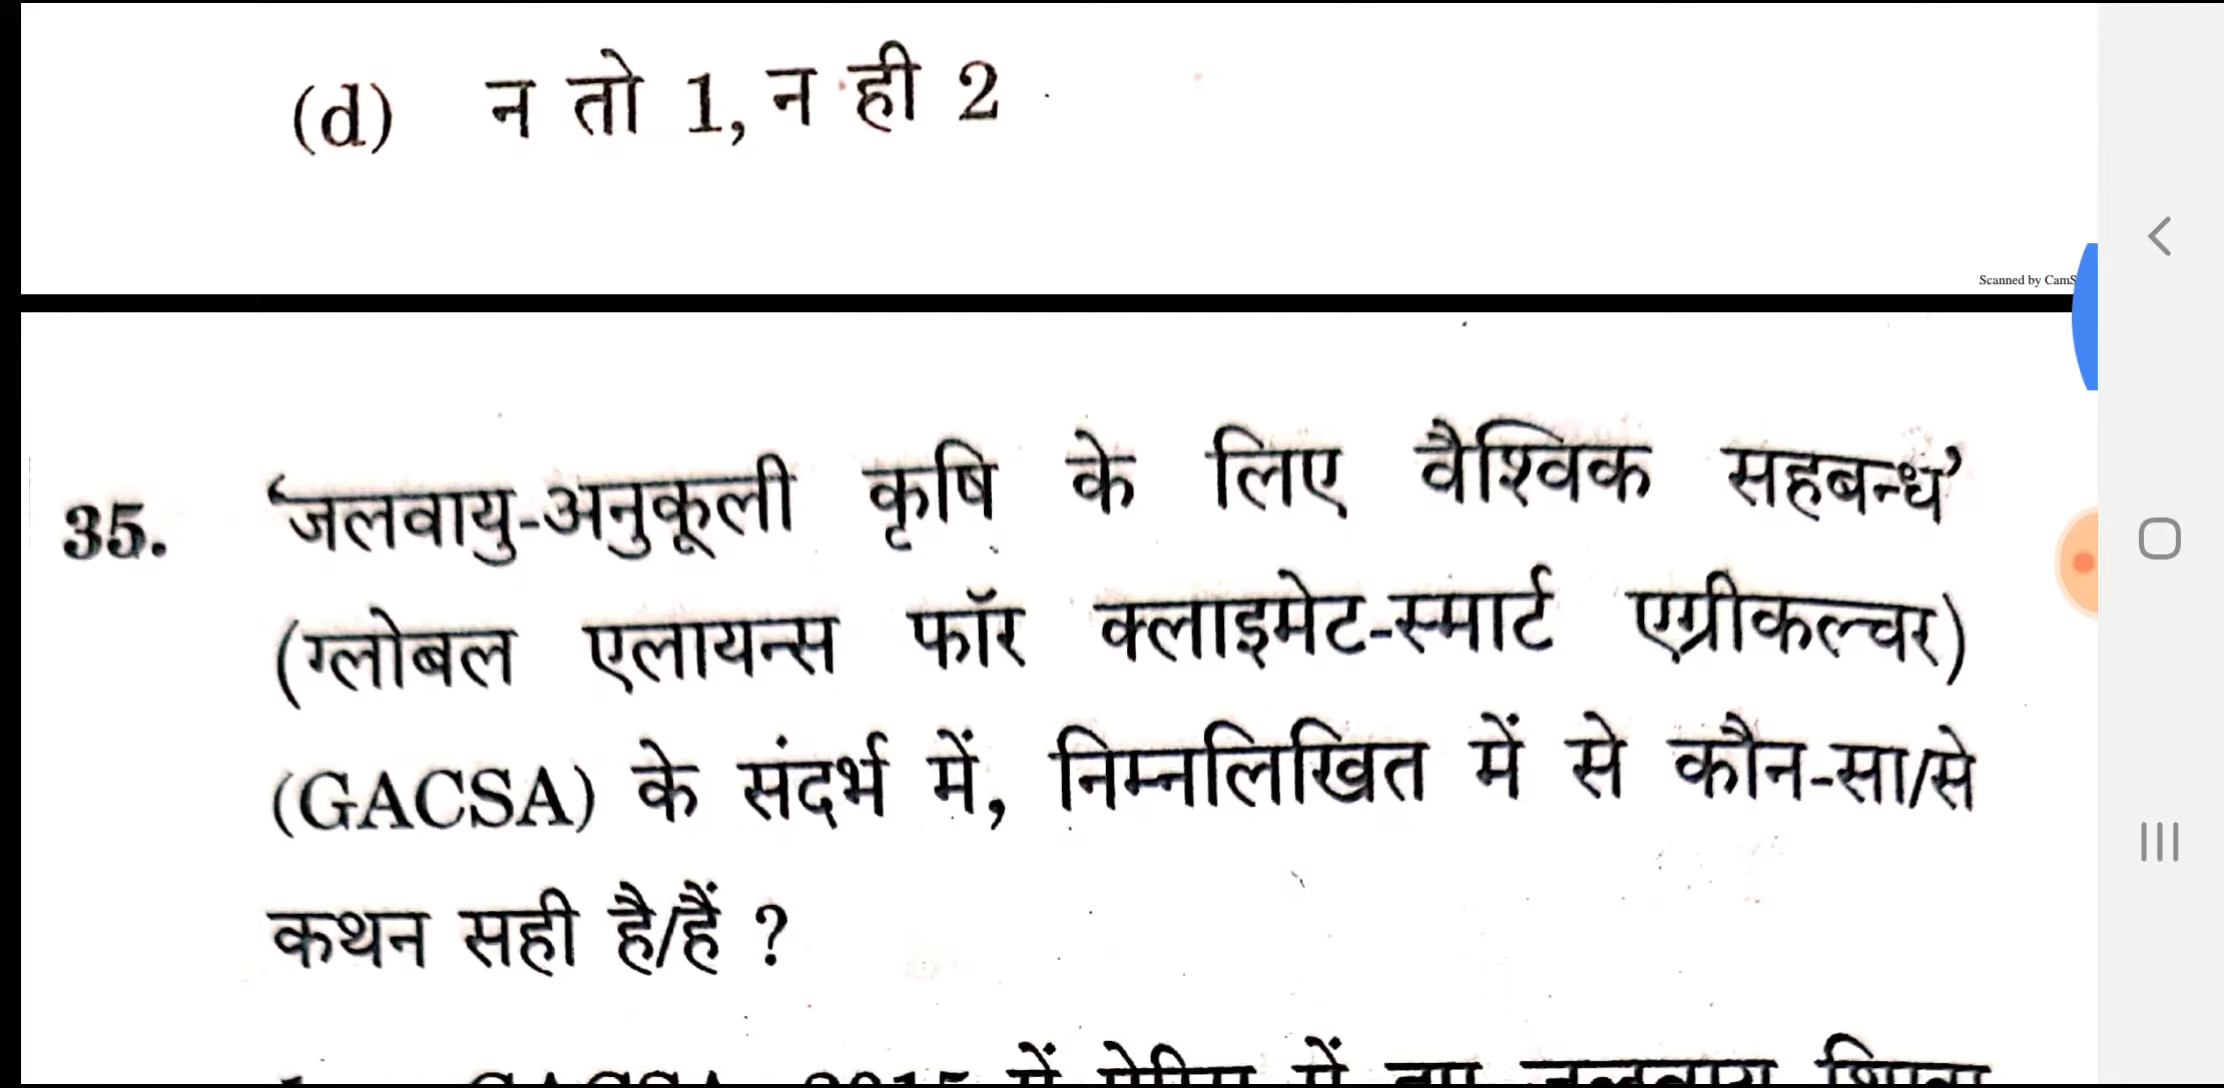 (d) न तो 1, न ही 2
Scanned by CamS
35. ‘जलवायु-अनुकूली कृषि के लिए वैश्विक सहबन्ध’
(ग्लोबल एलायन्स फॉर क्लाइमेट-स्मार्ट एग्रीकल्चर)
(GACSA) के संदर्भ में, निम्नलिखित में से कौन-सा/से
कथन सही है/हैं ?